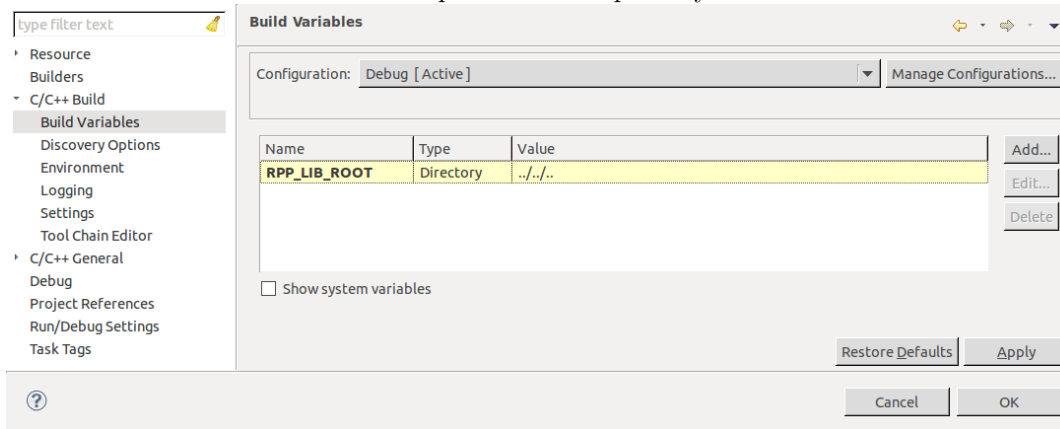 type filter text
Resource
Builders
C/C++ Build
Build Variables
Discovery Options
Environment
Logging
Settings
Tool Chain Editor
C/C++ General
Debug
Project References
Run/Debug Settings
Task Tags
Build Variables
Configuration: Debug [Active] Manage Configurations...
Name Type Value
RPP_LIB_ROOT Directory ../../..
Add...
Edit...
Delete
Show system variables
Restore Defaults Apply
Cancel OK